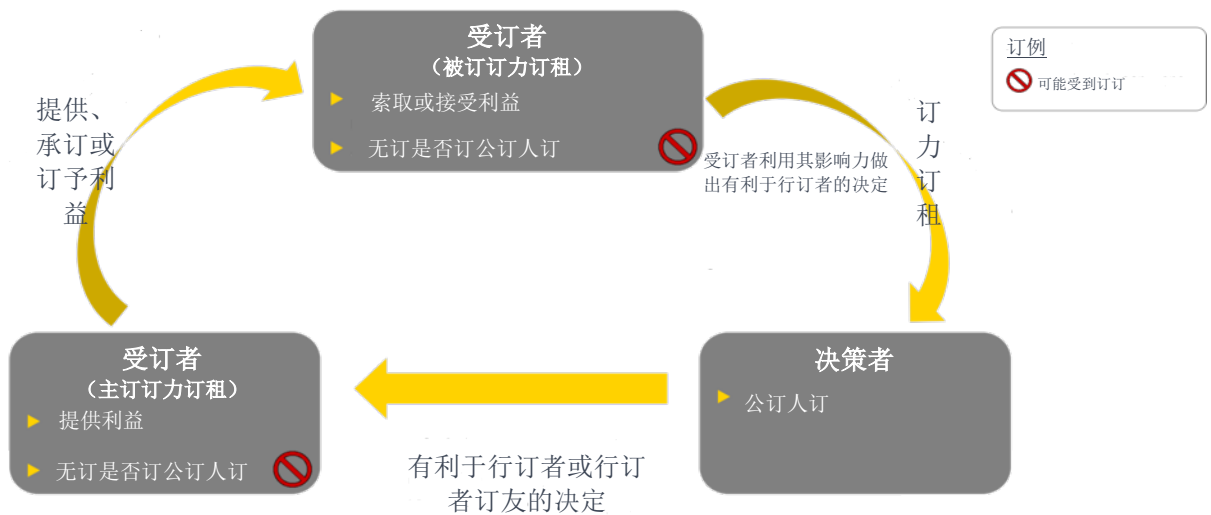 受订者
（被订订力订租）
索取或接受利益
无订是否订公订人订
订例
可能受到订订
提供、
承订或
订予利
益
受订者利用其影响力做
出有利于行订者的决定
订
力
订
租
受订者
（主订订力订租）
提供利益
无订是否订公订人订
决策者
公订人订
有利于行订者或行订
者订友的决定